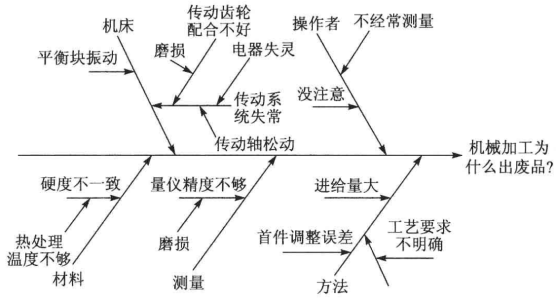 机床
传动齿轮
配合不好
操作者
不经常测量
平衡块振动
磨损
电器失灵
没注意
传动系
统失常
传动轴松动
机械加工为
什么出废品?
硬度不一致
量仪精度不够
进给量大
热处理
温度不够
磨损
首件调整误差
工艺要求
不明确
材料
测量
方法